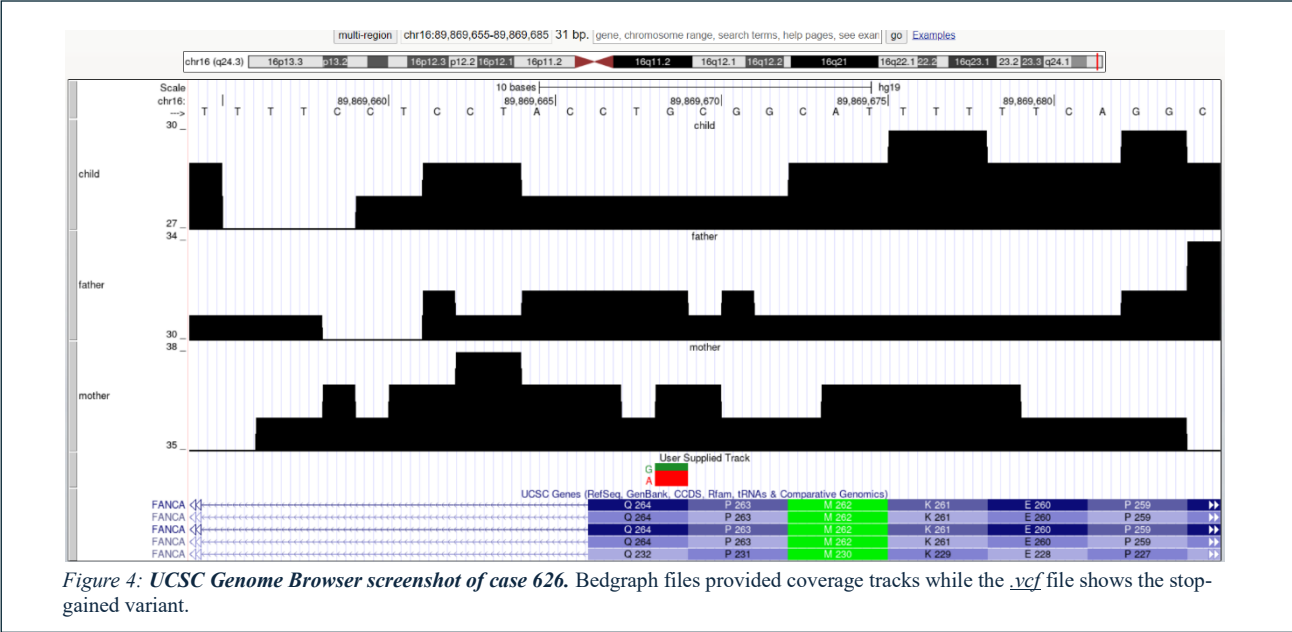 multi-region chr16:89,869,655-89,869,685 31 bp. gene, chromosome range, search terms, help pages, see exan go Examples
chr16 (q24.3) 16p13.3 p13.2 16p12.3 p12.2 16p12.1 16p11.2 16q11.2 16q12.1 16q12.2 16q21 16q22.1 22.2 16q23.1 23.2 23.3 q24.1
Scale 10 bases hg19
chr16: 89,869,660 89,869,665 89,869,670 89,869,675 89,869,680
---> T T T T C C T C C T A C C T G C G G C A T T T T T C A G G C
30 _ child
child
27 _
34 _ father
father
30 _
38 _ mother
mother
35 _
User Supplied Track
G
A
UCSC Genes (RefSeq, GenBank, CCDS, Rfam, tRNAs & Comparative Genomics)
FANCA Q 264 P 263 M 262 K 261 E 260 P 259
FANCA Q 264 P 263 M 262 K 261 E 260 P 259
FANCA Q 264 P 263 M 262 K 261 E 260 P 259
FANCA Q 264 P 263 M 262 K 261 E 260 P 259
FANCA Q 232 P 231 M 230 K 229 E 228 P 227
Figure 4: UCSC Genome Browser screenshot of case 626. Bedgraph files provided coverage tracks while the .vcf file shows the stop-
gained variant.